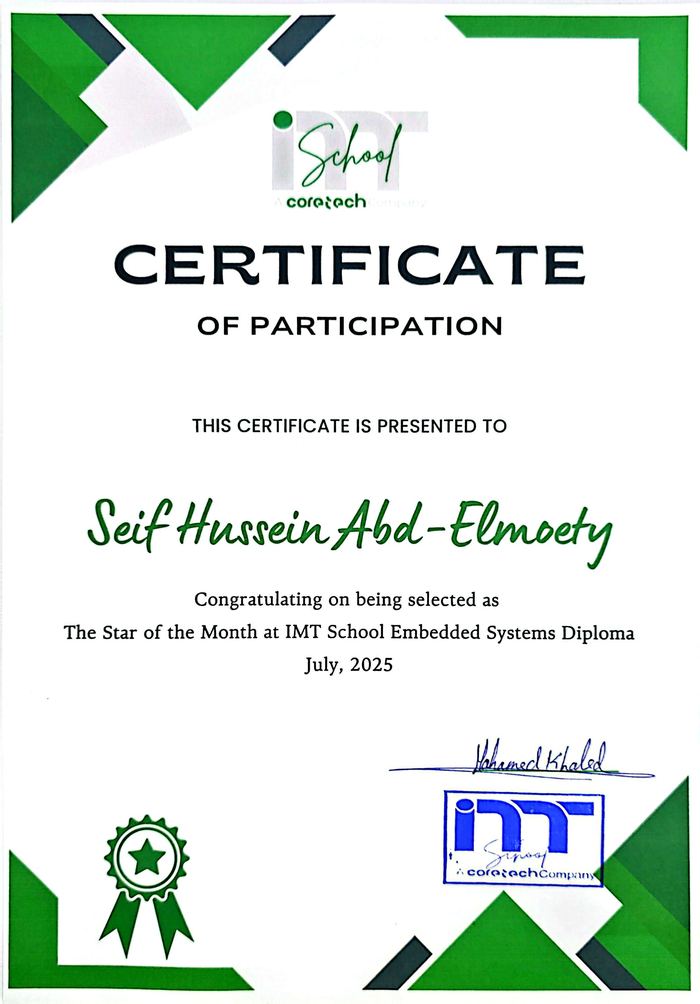 iMT
School
A coretech Company
CERTIFICATE
OF PARTICIPATION
THIS CERTIFICATE IS PRESENTED TO
Seif Hussein Abd-Elmoety
Congratulating on being selected as
The Star of the Month at IMT School Embedded Systems Diploma
July, 2025
Mohamed Khaled
iMT
School
A coretech Company